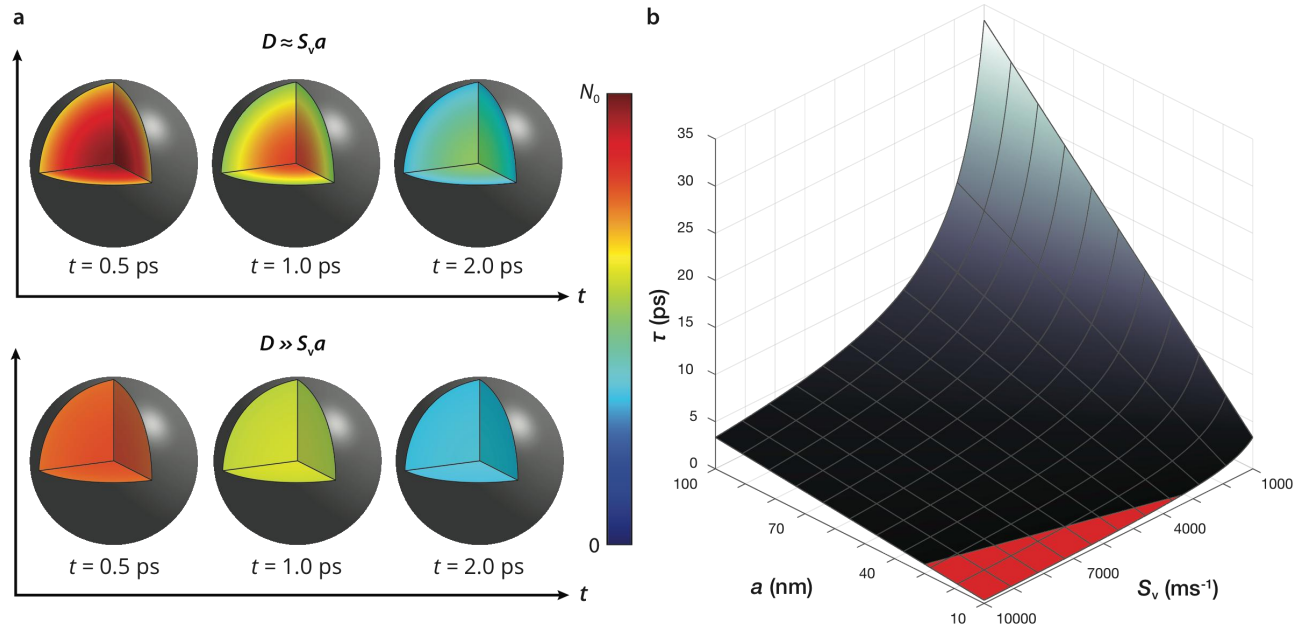 a
D ≈ Sᵥa
t = 0.5 ps
t = 1.0 ps
t = 2.0 ps
t
D » Sᵥa
t = 0.5 ps
t = 1.0 ps
t = 2.0 ps
t
N₀
0
b
τ (ps)
35
30
25
20
15
10
5
0
100
70
40
10
a (nm)
1000
4000
7000
10000
Sᵥ (ms⁻¹)